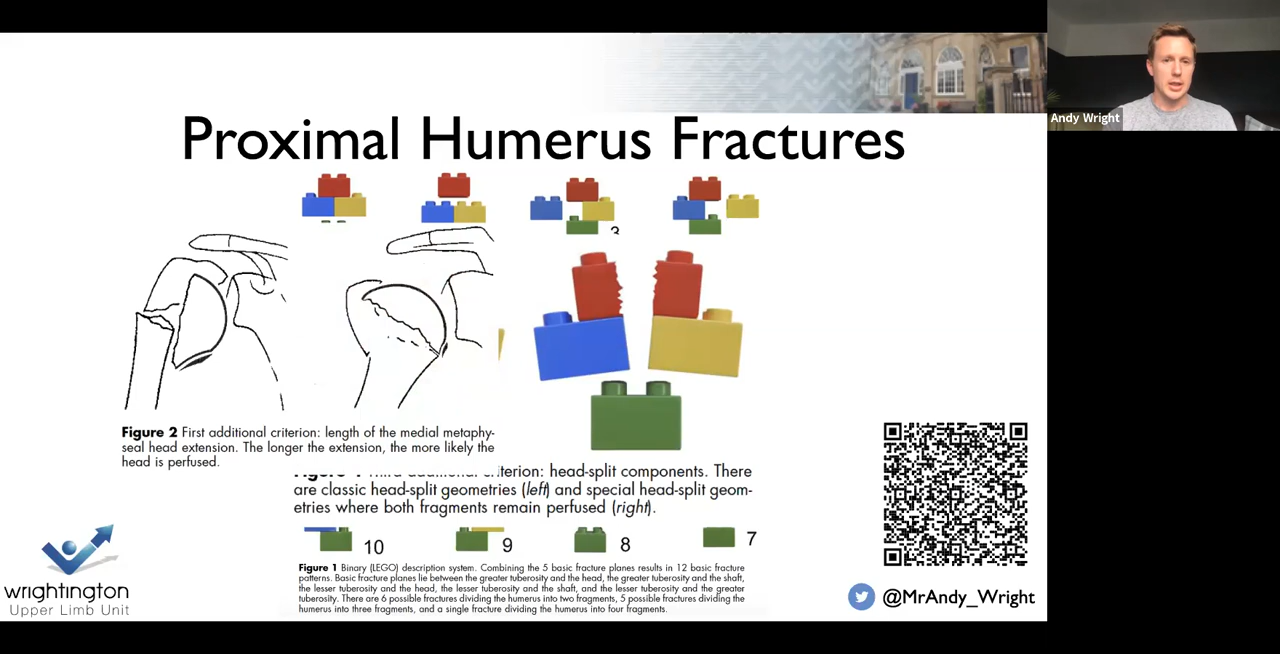 Andy Wright
Proximal Humerus Fractures
Figure 2 First additional criterion: length of the medial metaphy-
seal head extension. The longer the extension, the more likely the
head is perfused.
criterion: head-split components. There
are classic head-split geometries (left) and special head-split geom-
etries where both fragments remain perfused (right).
10
9
8
7
Figure 1 Binary (LEGO) description system. Combining the 5 basic fracture planes results in 12 basic fracture
patterns. Basic fracture planes lie between the greater tuberosity and the head, the greater tuberosity and the shaft,
the lesser tuberosity and the head, the lesser tuberosity and the shaft, and the lesser tuberosity and the greater
tuberosity. There are 6 possible fractures dividing the humerus into two fragments, 5 possible fractures dividing the
humerus into three fragments, and a single fracture dividing the humerus into four fragments.
wrightington
Upper Limb Unit
@MrAndy_Wright